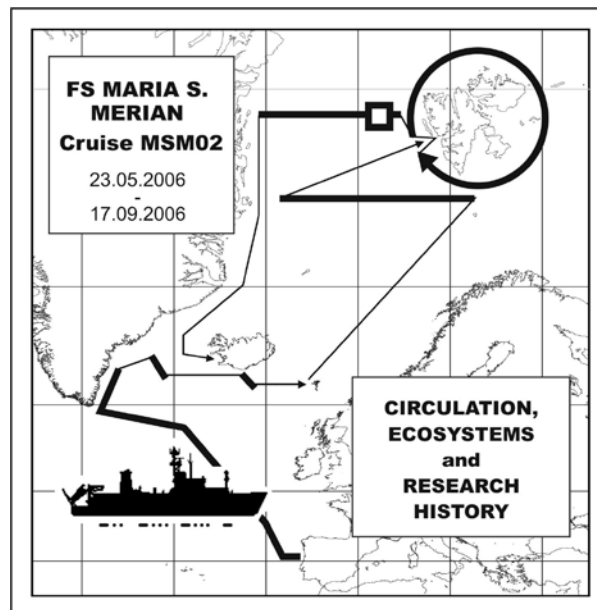 FS MARIA S.
MERIAN
Cruise MSM02
23.05.2006
-
17.09.2006
CIRCULATION,
ECOSYSTEMS
and
RESEARCH
HISTORY